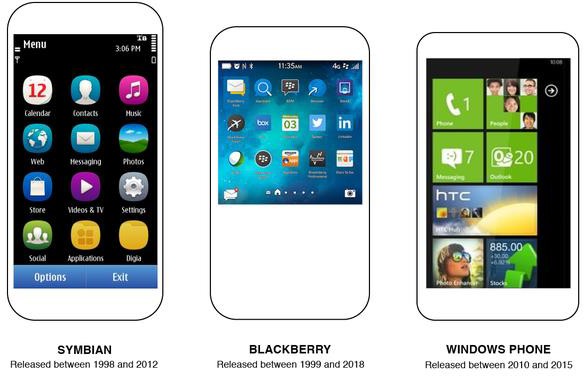 Menu
3:06 PM
12
Calendar
Contacts
Music
Web
Messaging
Photos
Store
Videos & TV
Settings
Social
Applications
Digia
Options
Exit
SYMBIAN
Released between 1998 and 2012
11:35AM
4G
box
03
in
BLACKBERRY
Released between 1999 and 2018
10:08
1
Phone
People
7
Messaging
20
Outlook
hTC
HTC Hub
885.00
+30.00
Photo Enhancer
Stocks
WINDOWS PHONE
Released between 2010 and 2015